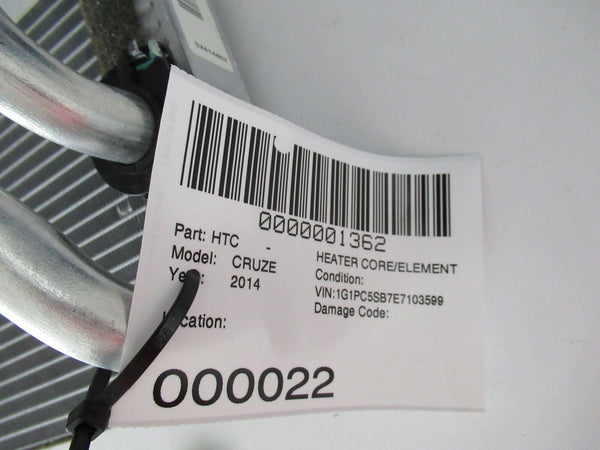 0000001362
Part: HTC -
HEATER CORE/ELEMENT
Model: CRUZE
Condition:
Year: 2014
VIN:1G1PC5SB7E7103599
Damage Code:
Location:
000022